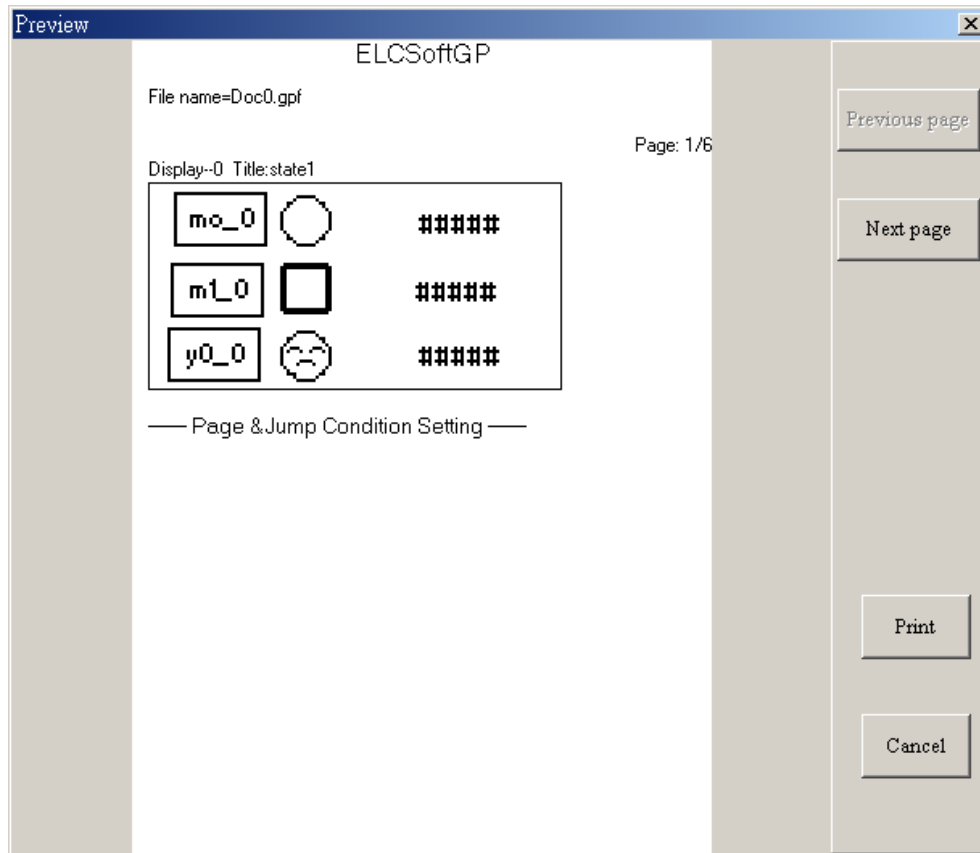 Preview
ELCSoftGP
File name=Doc0.gpf
Page: 1/6
Display--0 Title:state1
mo_0 #####
m1_0 #####
y0_0 #####
Page &Jump Condition Setting
Previous page
Next page
Print
Cancel